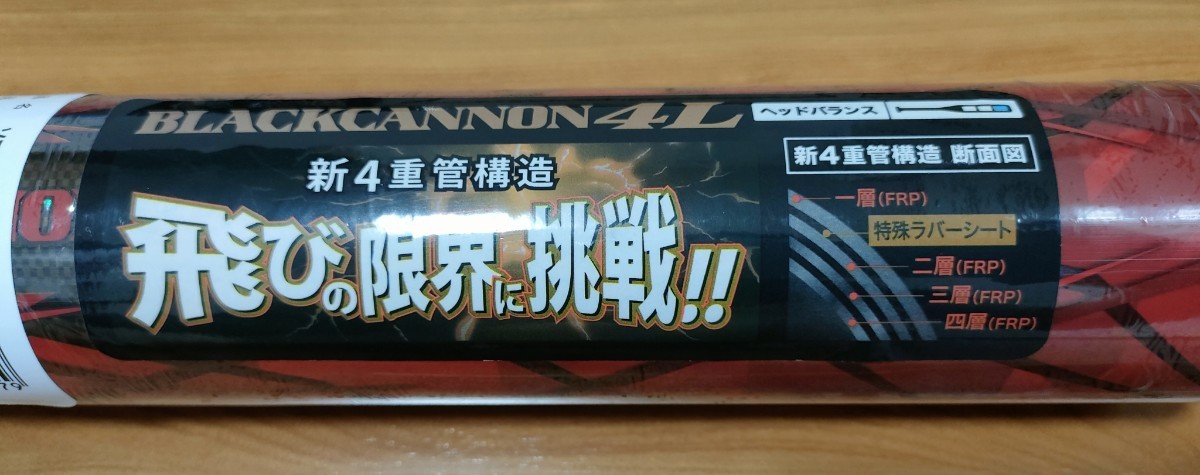 BLACKCANNON 4L
ヘッドバランス
新4重管構造
飛びの限界に挑戦!!
新4重管構造 断面図
一層(FRP)
特殊ラバーシート
二層(FRP)
三層(FRP)
四層(FRP)